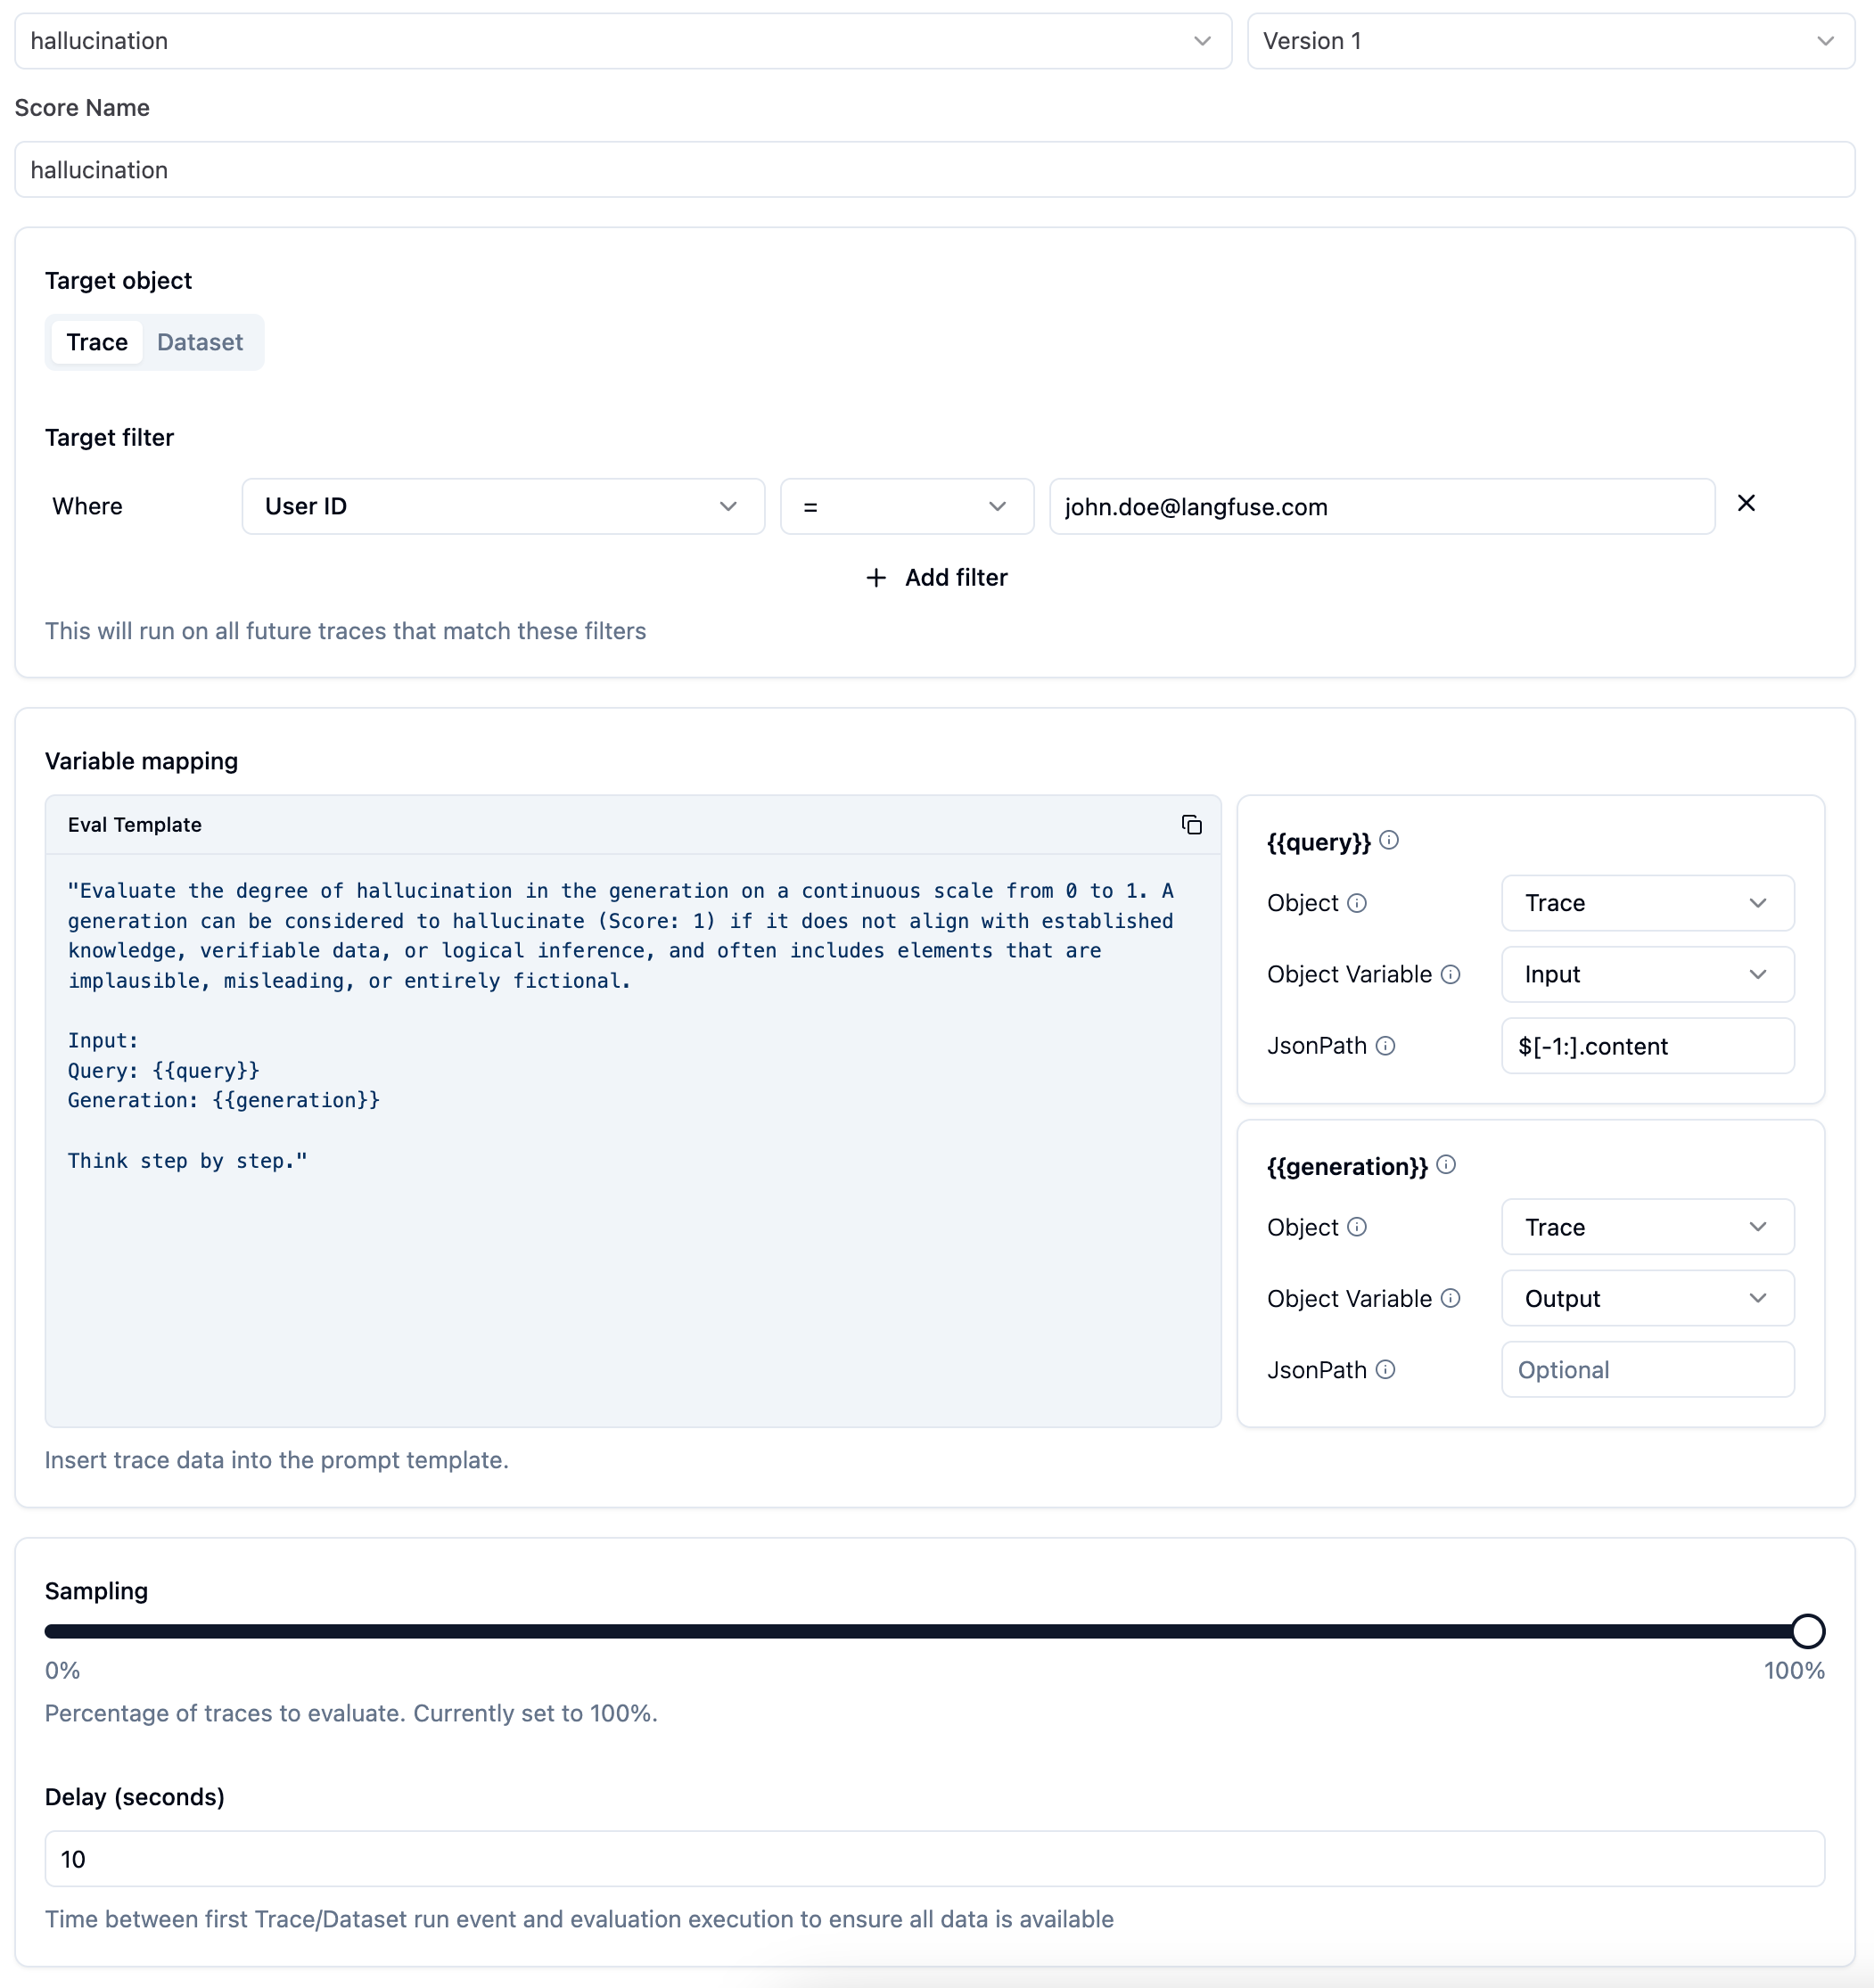 hallucination
Version 1
Score Name
hallucination
Target object
Trace
Dataset
Target filter
Where
User ID
=
john.doe@langfuse.com
Add filter
This will run on all future traces that match these filters
Variable mapping
Eval Template
"Evaluate the degree of hallucination in the generation on a continuous scale from 0 to 1. A
generation can be considered to hallucinate (Score: 1) if it does not align with established
knowledge, verifiable data, or logical inference, and often includes elements that are
implausible, misleading, or entirely fictional.
Input:
Query: {{query}}
Generation: {{generation}}
Think step by step."
{{query}}
Object
Trace
Object Variable
Input
JsonPath
$[-1:].content
{{generation}}
Object
Trace
Object Variable
Output
JsonPath
Optional
Insert trace data into the prompt template.
Sampling
0%
100%
Percentage of traces to evaluate. Currently set to 100%.
Delay (seconds)
10
Time between first Trace/Dataset run event and evaluation execution to ensure all data is available